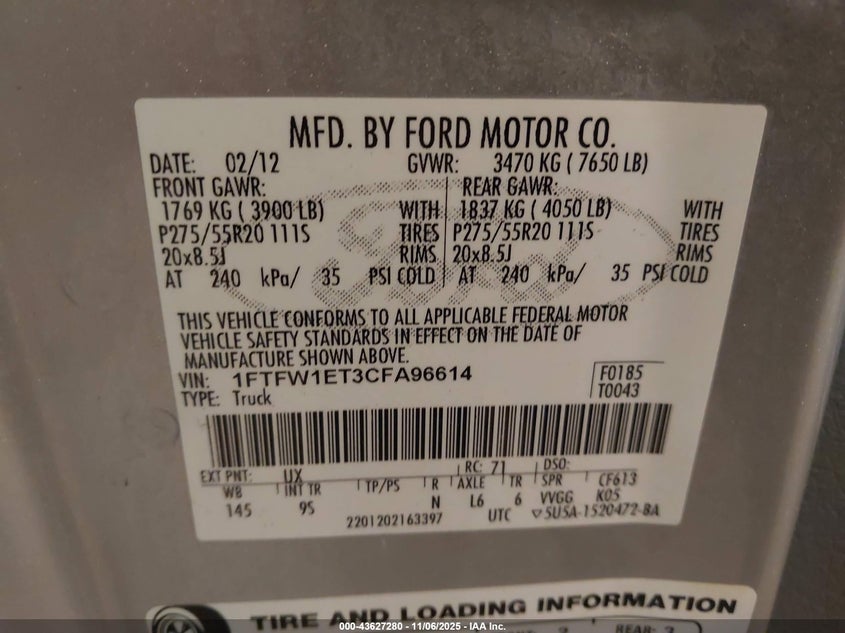 MFD. BY FORD MOTOR CO.
DATE: 02/12 GVWR: 3470 KG ( 7650 LB)
FRONT GAWR: REAR GAWR:
1769 KG ( 3900 LB) WITH 1837 KG ( 4050 LB) WITH
P275/55R20 111S TIRES P275/55R20 111S TIRES
20x8.5J RIMS 20x8.5J RIMS
AT 240 kPa/ 35 PSI COLD AT 240 kPa/ 35 PSI COLD
THIS VEHICLE CONFORMS TO ALL APPLICABLE FEDERAL MOTOR
VEHICLE SAFETY STANDARDS IN EFFECT ON THE DATE OF
MANUFACTURE SHOWN ABOVE.
VIN: 1FTFW1ET3CFA96614 F0185
TYPE: Truck T0043
EXT PNT: UX RC: 71 DSO:
WB INT TR TP/PS R AXLE TR SPR CF613
145 95 N L6 6 VVGG K05
2201202163397 UTC ▽5U5A-1520472-BA
TIRE AND LOADING INFORMATION
000-43627280 - 11/06/2025 - IAA Inc.